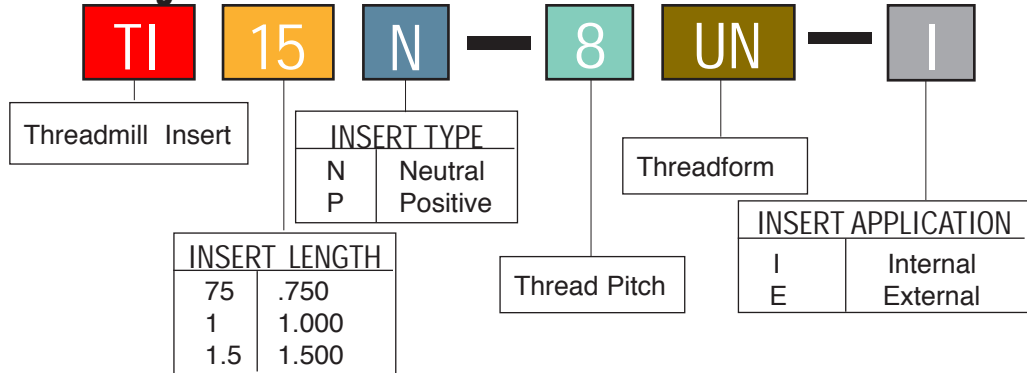 TI 15 N - 8 UN - I
Threadmill Insert
INSERT TYPE
N Neutral
P Positive
Threadform
INSERT LENGTH
75 .750
1 1.000
1.5 1.500
Thread Pitch
INSERT APPLICATION
I Internal
E External